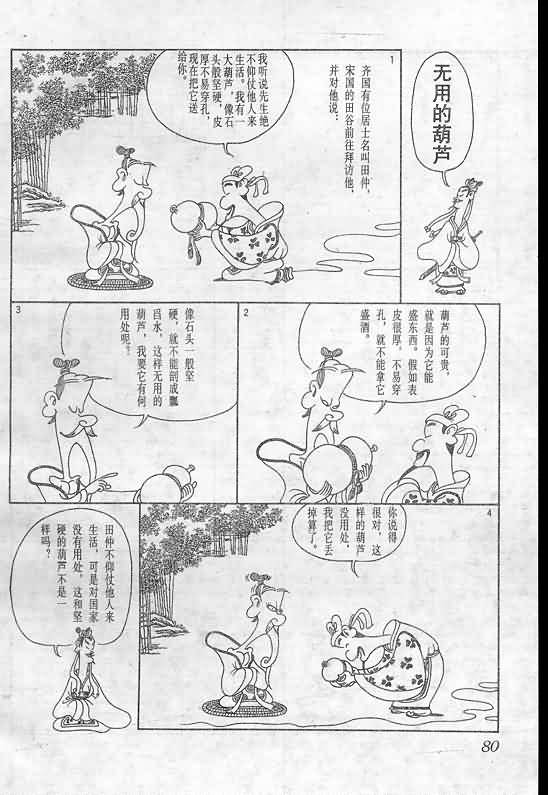 无用的葫芦
1
齐国有位居士名叫田仲,
宋国的田谷前往拜访他,
并对他说:
我听说先生绝
不仰仗他人来
生活。我有一
大葫芦,像石
头般坚硬,皮
厚不易穿孔,
现在把它送
给你。
2
葫芦的可贵,
就是因为它能
盛东西。假如表
皮很厚,不易穿
孔,就不能拿它
盛酒。
3
像石头一般坚
硬,就不能剖成瓢
舀水,这样无用的
葫芦,我要它有何
用处呢?
4
你说得
很对,这
样的葫芦
没用处,
我把它丢
掉算了。
田仲不仰仗他人来
生活,可是对国家
没有用处,这和坚
硬的葫芦不是一
样吗?
80